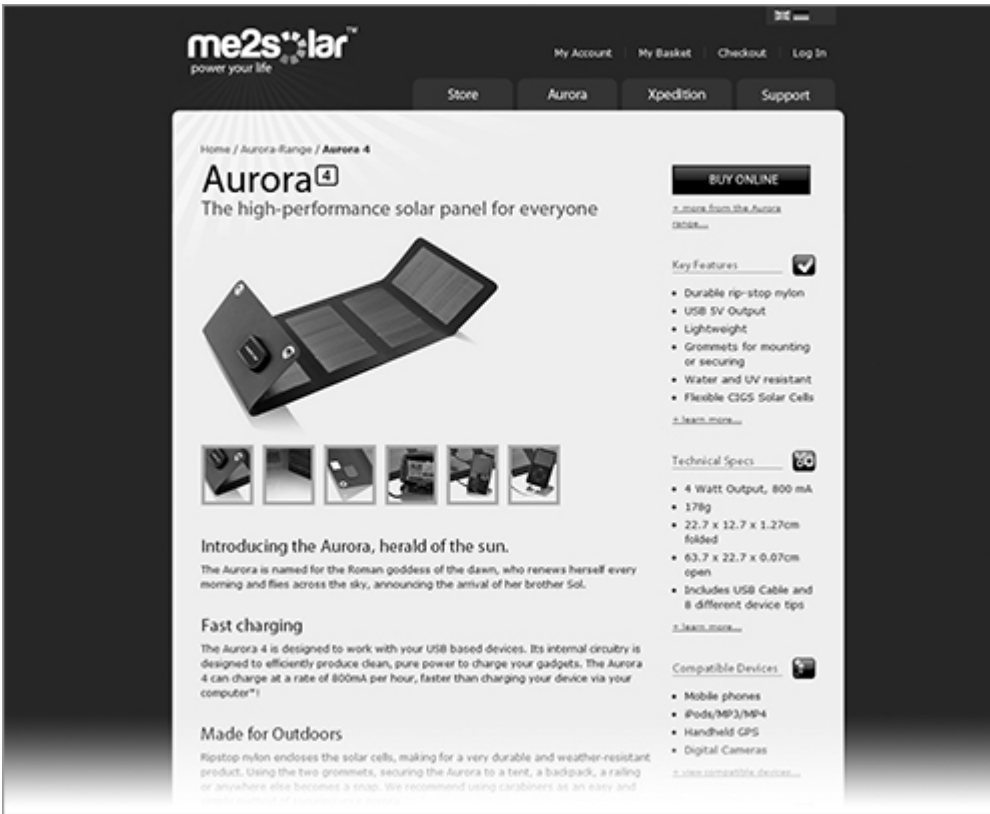 me2solar™
power your life
My Account
My Basket
Checkout
Log In
Store
Aurora
Xpedition
Support
Home / Aurora-Range / Aurora 4
Aurora 4
The high-performance solar panel for everyone
Introducing the Aurora, herald of the sun.
The Aurora is named for the Roman goddess of the dawn, who renews herself every
morning and flies across the sky, announcing the arrival of her brother Sol.
Fast charging
The Aurora 4 is designed to work with your USB based devices. Its internal circuitry is
designed to efficiently produce clean, pure power to charge your gadgets. The Aurora
4 can charge at a rate of 800mA per hour, faster than charging your device via your
computer*!
Made for Outdoors
Ripstop nylon encloses the solar cells, making for a very durable and weather-resistant
product. Using the two grommets, securing the Aurora to a tent, a backpack, a railing
or anywhere else becomes a snap. We recommend using carabiners as an easy and
BUY ONLINE
+ more from the Aurora
range...
Key Features
• Durable rip-stop nylon
• USB 5V Output
• Lightweight
• Grommets for mounting
or securing
• Water and UV resistant
• Flexible CIGS Solar Cells
+ learn more...
Technical Specs
• 4 Watt Output, 800 mA
• 178g
• 22.7 x 12.7 x 1.27cm
folded
• 63.7 x 22.7 x 0.07cm
open
• Includes USB Cable and
8 different device tips
+ learn more...
Compatible Devices
• Mobile phones
• iPods/MP3/MP4
• Handheld GPS
• Digital Cameras
+ view compatible devices...